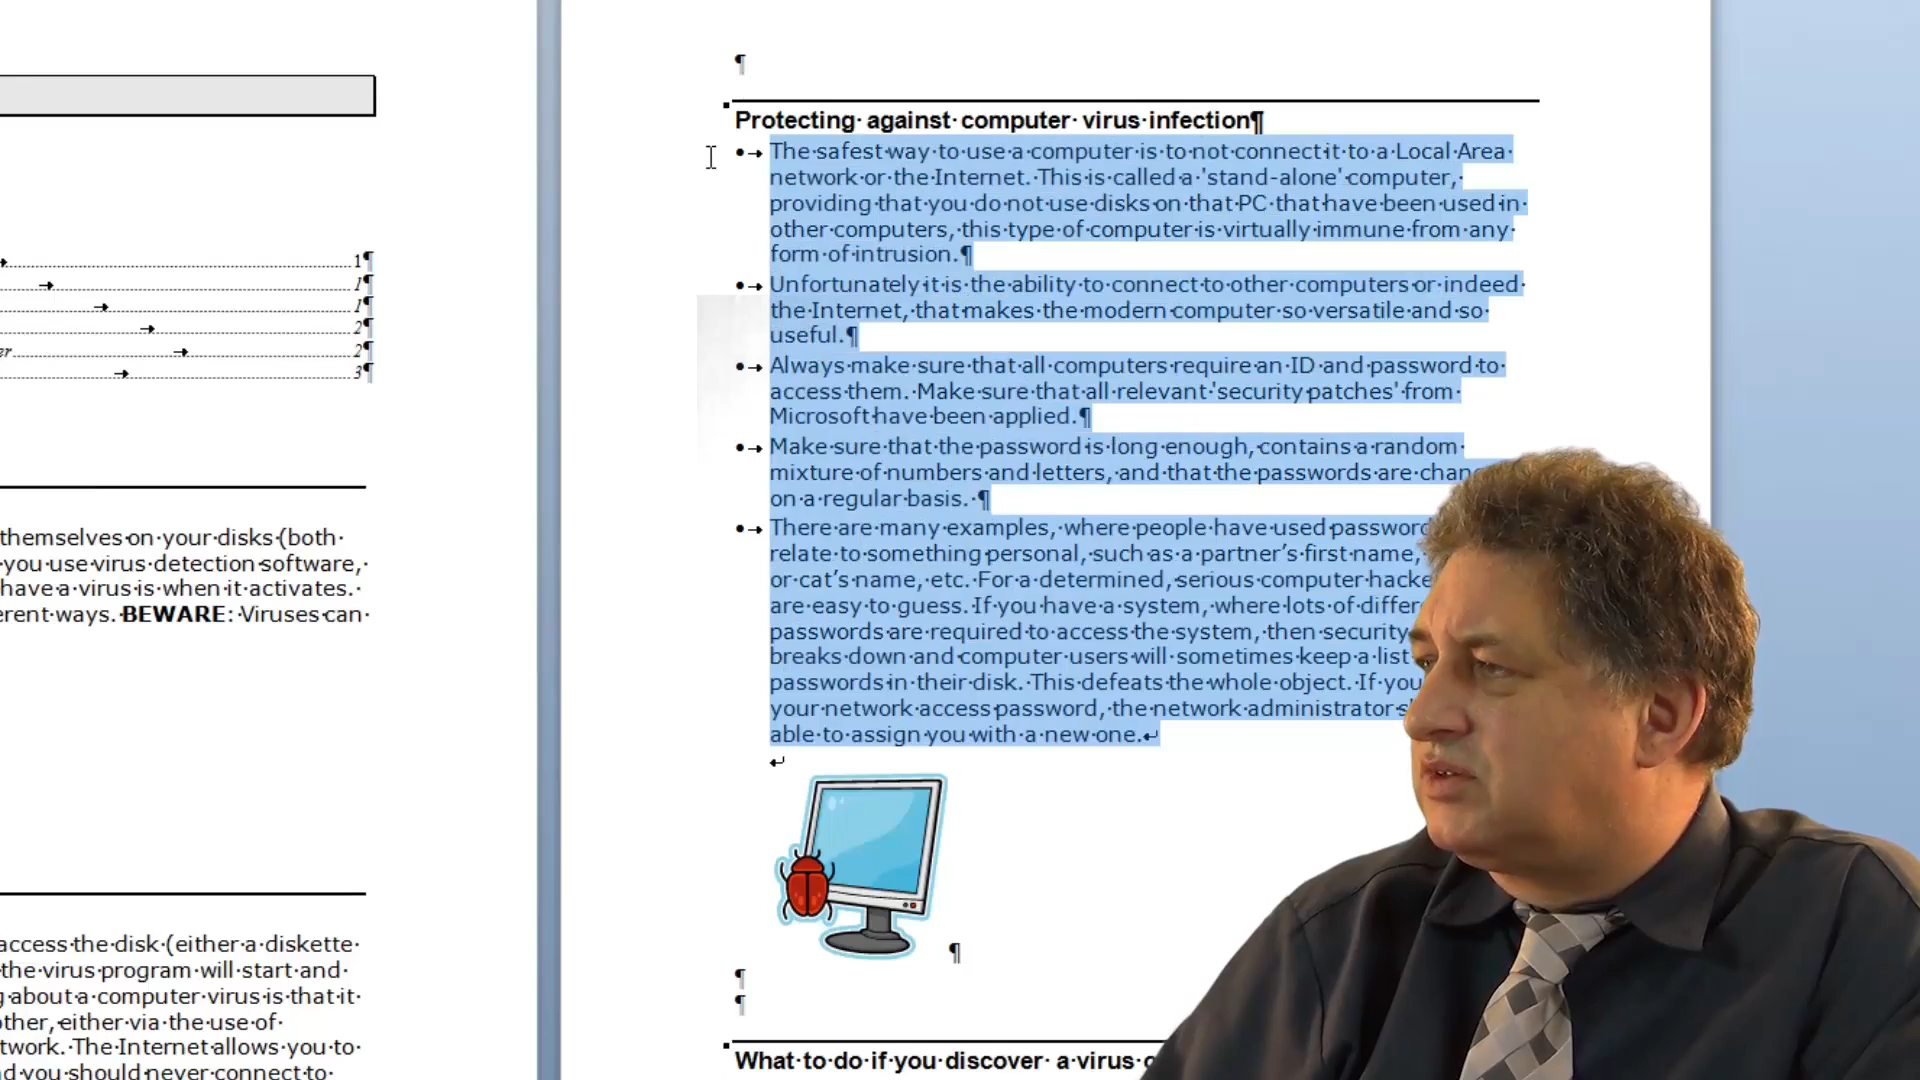 1
1
1
2
er 2
3
themselves on your disks (both
you use virus detection software,
have a virus is when it activates.
erent ways. BEWARE: Viruses can
access the disk (either a diskette
the virus program will start and
about a computer virus is that it
other, either via the use of
twork. The Internet allows you to
you should never connect to
Protecting against computer virus infection
• The safest way to use a computer is to not connect it to a Local Area
network or the Internet. This is called a 'stand-alone' computer,
providing that you do not use disks on that PC that have been used in
other computers, this type of computer is virtually immune from any
form of intrusion.
• Unfortunately it is the ability to connect to other computers or indeed
the Internet, that makes the modern computer so versatile and so
useful.
• Always make sure that all computers require an ID and password to
access them. Make sure that all relevant 'security patches' from
Microsoft have been applied.
• Make sure that the password is long enough, contains a random
mixture of numbers and letters, and that the passwords are chan
on a regular basis.
• There are many examples, where people have used password
relate to something personal, such as a partner’s first name,
or cat’s name, etc. For a determined, serious computer hacke
are easy to guess. If you have a system, where lots of differ
passwords are required to access the system, then security
breaks down and computer users will sometimes keep a list
passwords in their disk. This defeats the whole object. If you
your network access password, the network administrator s
able to assign you with a new one.
What to do if you discover a virus